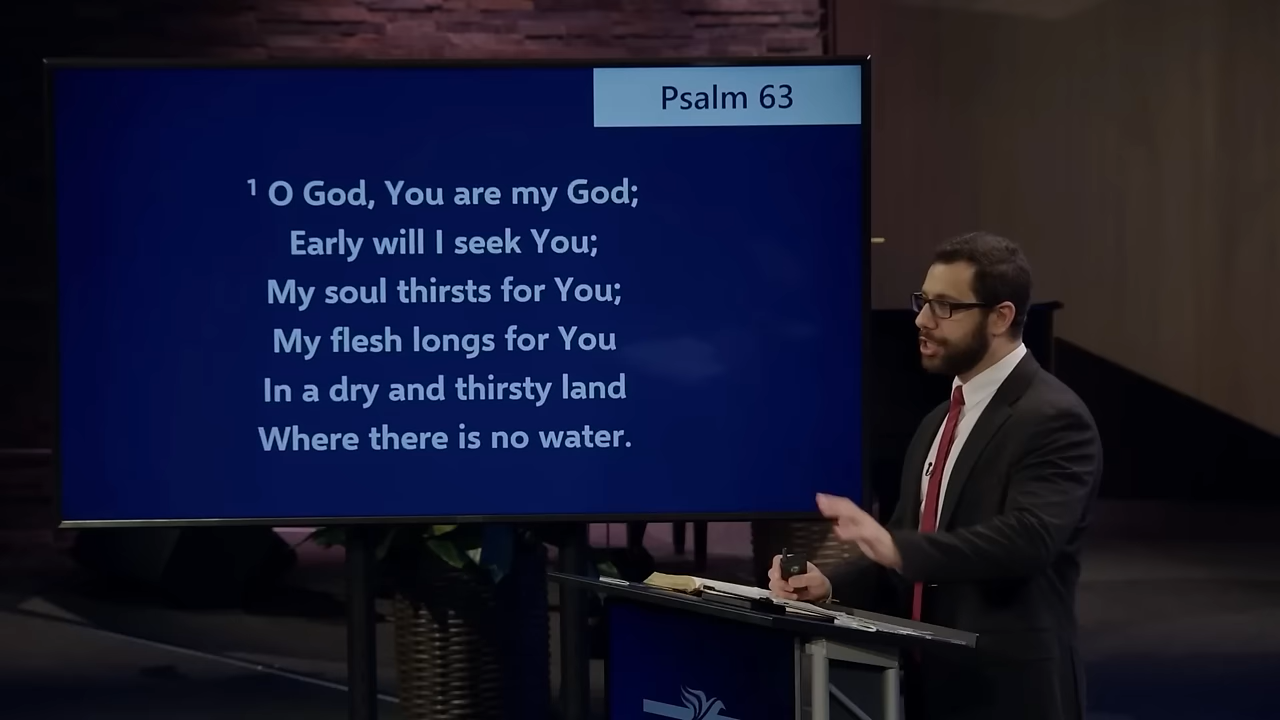 Psalm 63
1 O God, You are my God;
Early will I seek You;
My soul thirsts for You;
My flesh longs for You
In a dry and thirsty land
Where there is no water.